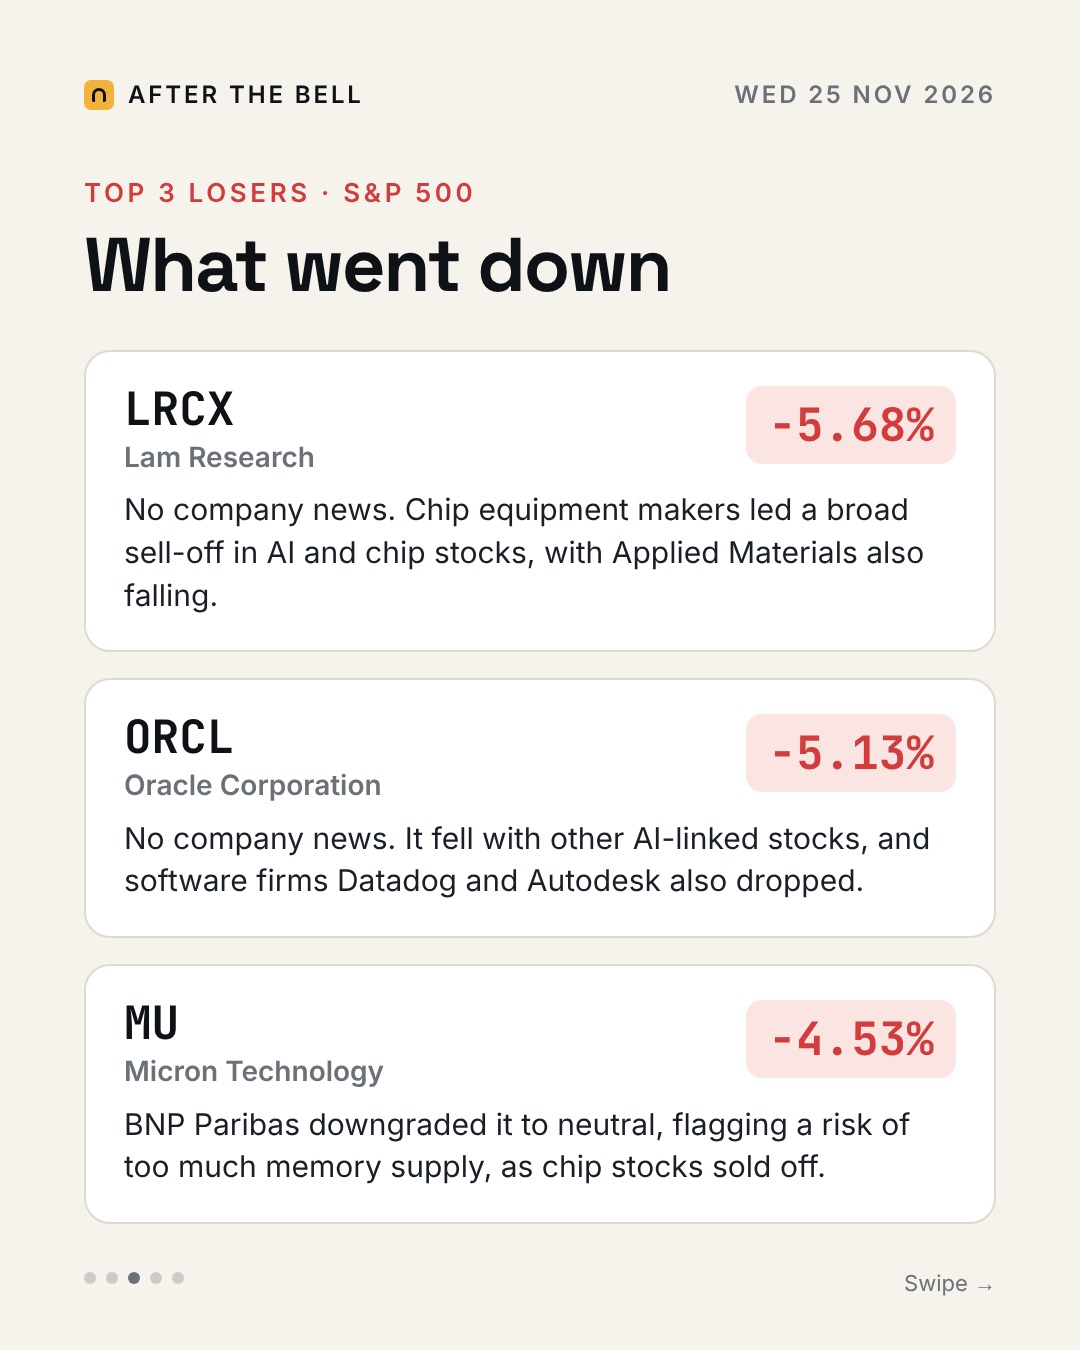 AFTER THE BELL
WED 25 NOV 2026
TOP 3 LOSERS · S&P 500
What went down
LRCX
-5.68%
Lam Research
No company news. Chip equipment makers led a broad
sell-off in AI and chip stocks, with Applied Materials also
falling.
ORCL
-5.13%
Oracle Corporation
No company news. It fell with other AI-linked stocks, and
software firms Datadog and Autodesk also dropped.
MU
-4.53%
Micron Technology
BNP Paribas downgraded it to neutral, flagging a risk of
too much memory supply, as chip stocks sold off.
Swipe →